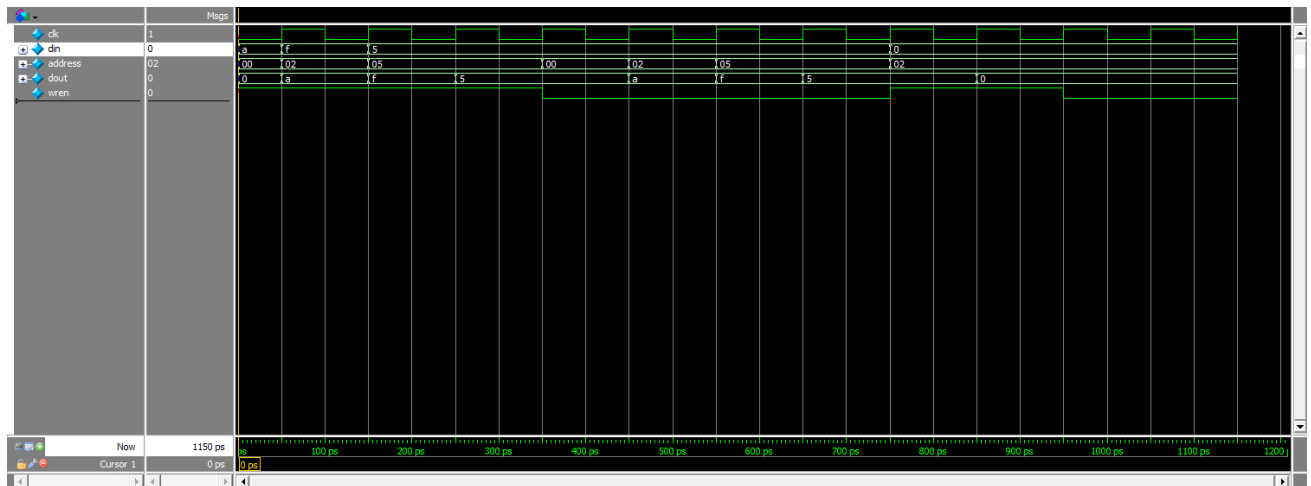 Msgs
clk 1
din 0 a f 5 0
address 02 00 02 05 00 02 05 02
dout 0 0 a f 5 a f 5 0
wren 0
Now 1150 ps ps 100 ps 200 ps 300 ps 400 ps 500 ps 600 ps 700 ps 800 ps 900 ps 1000 ps 1100 ps 1200
Cursor 1 0 ps 0 ps